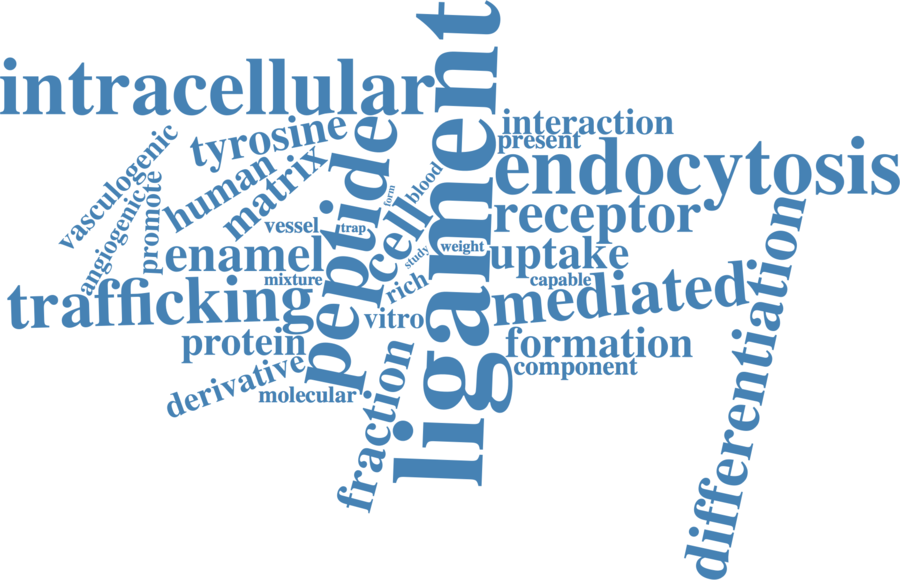 intracellular
ligament
interaction
present
tyrosine
vasculogenic
human
matrix
peptide
endocytosis
form
blood
angiogenic
promote
receptor
vessel
trap
cell
weight
enamel
study
uptake
mixture
rich
capable
trafficking
mediated
differentiation
vitro
protein
formation
derivative
component
molecular
fraction